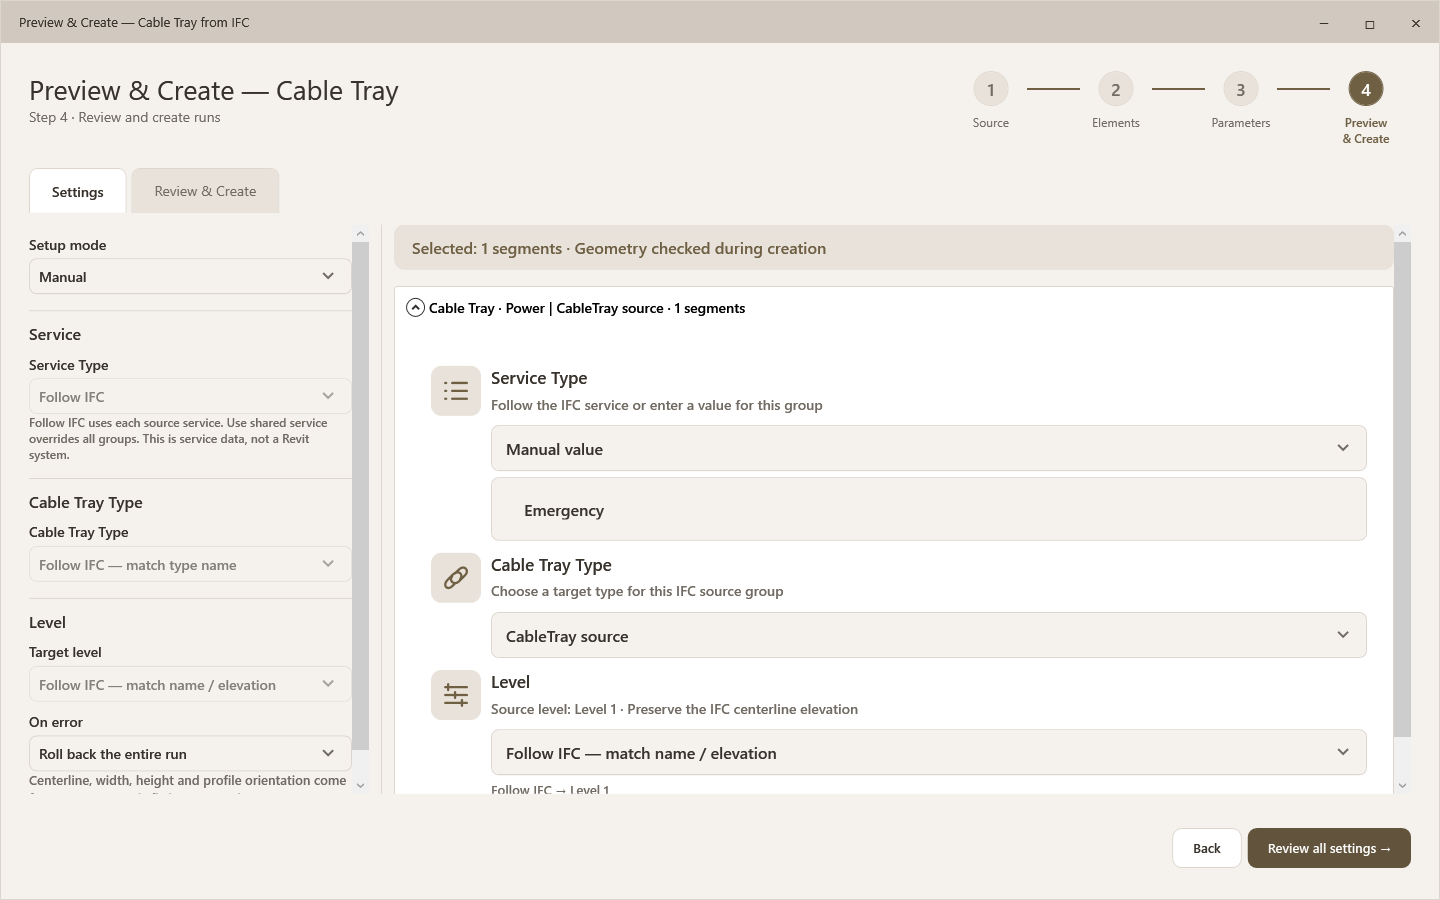 Preview & Create — Cable Tray from IFC
Preview & Create — Cable Tray
Step 4 · Review and create runs
1
2
3
4
Source
Elements
Parameters
Preview
& Create
Settings
Review & Create
Setup mode
Manual
Service
Service Type
Follow IFC
Follow IFC uses each source service. Use shared service
overrides all groups. This is service data, not a Revit
system.
Cable Tray Type
Cable Tray Type
Follow IFC — match type name
Level
Target level
Follow IFC — match name / elevation
On error
Roll back the entire run
Centerline, width, height and profile orientation come
Selected: 1 segments · Geometry checked during creation
Cable Tray · Power | CableTray source · 1 segments
Service Type
Follow the IFC service or enter a value for this group
Manual value
Emergency
Cable Tray Type
Choose a target type for this IFC source group
CableTray source
Level
Source level: Level 1 · Preserve the IFC centerline elevation
Follow IFC — match name / elevation
Follow IFC → Level 1
Back
Review all settings →